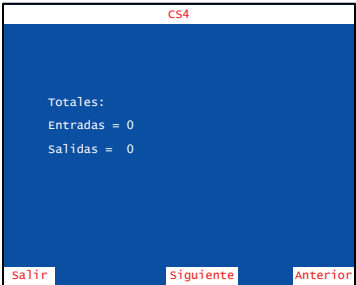 CS4
Totales:
Entradas = 0
Salidas = 0
Salir Siguiente Anterior